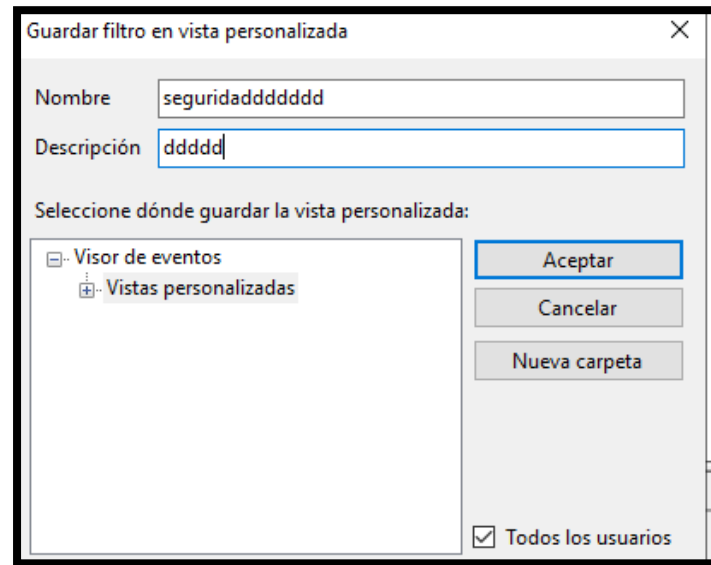 Guardar filtro en vista personalizada
Nombre seguridaddddddd
Descripción ddddd
Seleccione dónde guardar la vista personalizada:
Visor de eventos
Vistas personalizadas
Aceptar
Cancelar
Nueva carpeta
Todos los usuarios